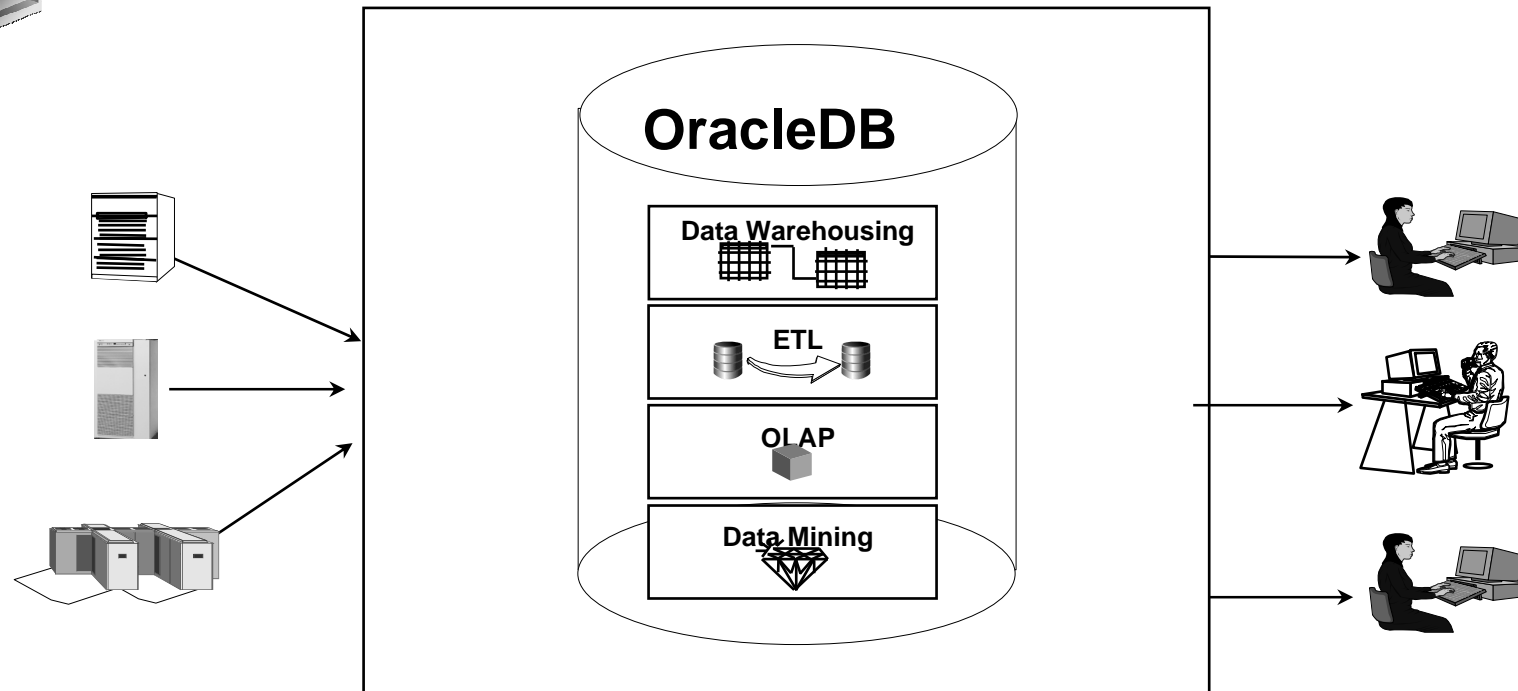 OracleDB
Data Warehousing
ETL
OLAP
Data Mining